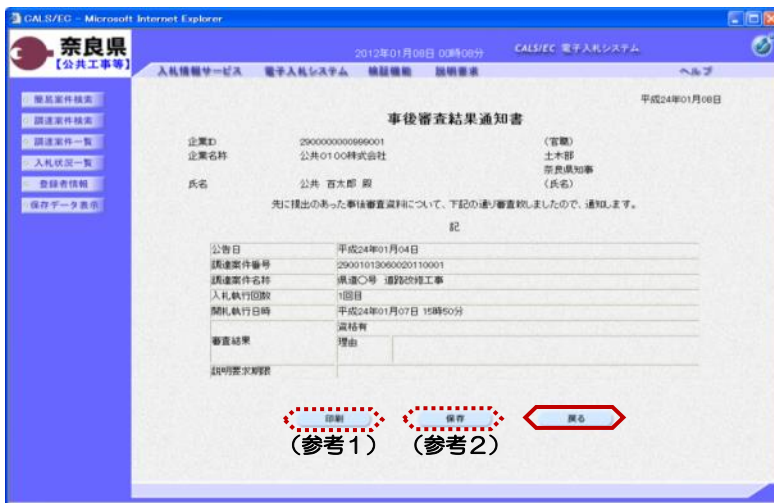 CALS/EC - Microsoft Internet Explorer
奈良県
【公共工事等】
2012年01月08日 00時08分
CALS/EC 電子入札システム
入札情報サービス 電子入札システム 検証機能 説明要求 ヘルプ
簡易案件検索
調達案件検索
調達案件一覧
入札状況一覧
登録者情報
保存データ表示
平成24年01月08日
事後審査結果通知書
企業ID 2900000000999001 (官職)
企業名称 公共0100株式会社 土木部
奈良県知事
氏名 公共 百太郎 殿 (氏名)
先に提出のあった事後審査資料について、下記の通り審査致しましたので、通知します。
記
公告日 平成24年01月04日
調達案件番号 29001013060020110001
調達案件名称 県道〇号 道路改修工事
入札執行回数 1回目
開札執行日時 平成24年01月07日 15時50分
資格有
審査結果 理由
説明要求期限
印刷 保存 戻る
(参考1) (参考2)